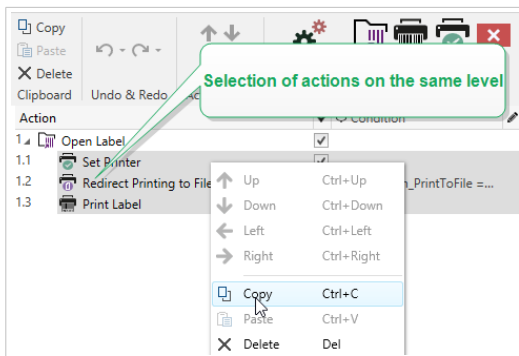 Copy
Paste
Delete
Clipboard
Undo & Redo
Ac
Selection of actions on the same level
Action
Condition
1 Open Label
1.1 Set Printer
1.2 Redirect Printing to File
n_PrintToFile =...
1.3 Print Label
Up Ctrl+Up
Down Ctrl+Down
Left Ctrl+Left
Right Ctrl+Right
Copy Ctrl+C
Paste Ctrl+V
Delete Del